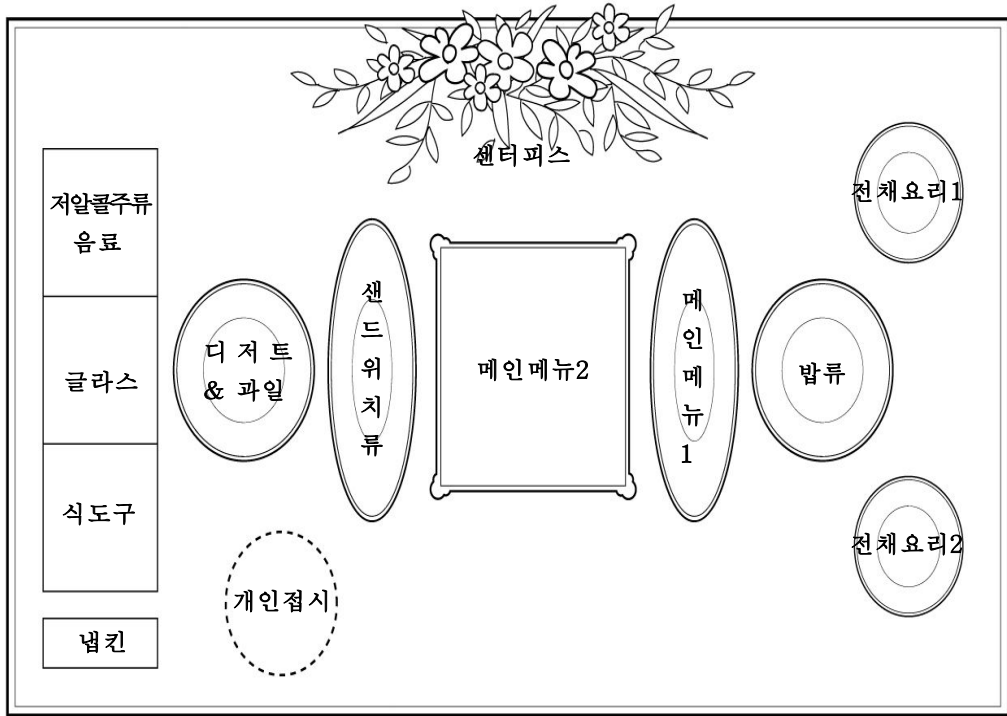 센터피스
저알콜주류
음료
글라스
식도구
냅킨
디저트
& 과일
샌드위치류
메인메뉴2
메인메뉴1
밥류
전채요리1
전채요리2
개인접시